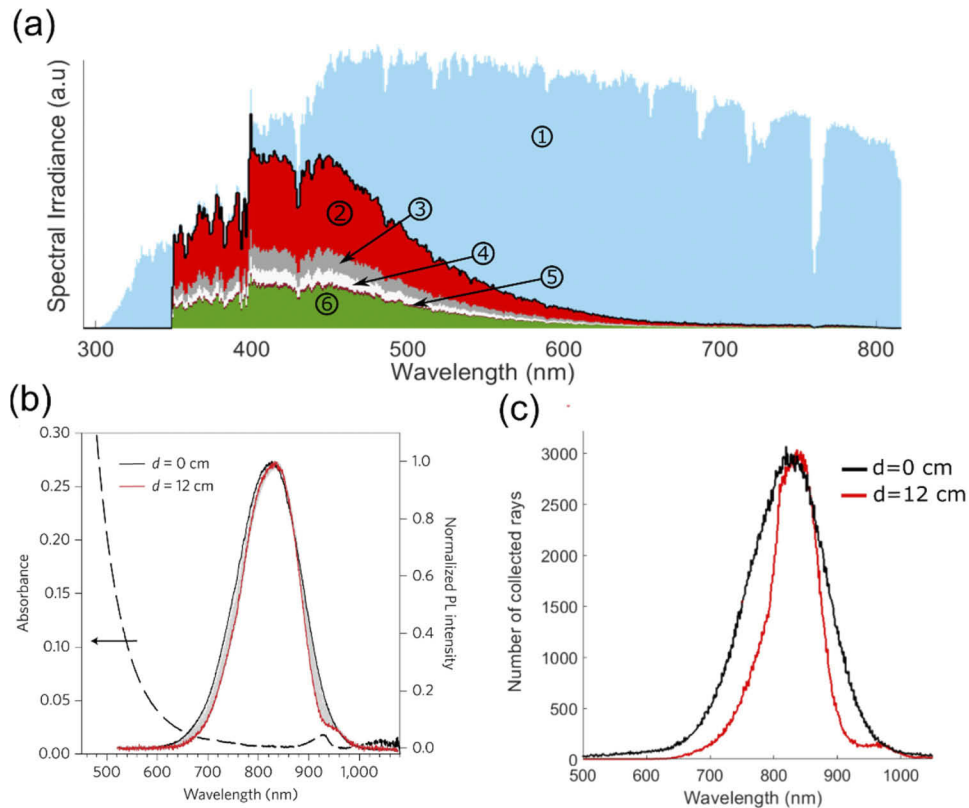 (a)
Spectral Irradiance (a.u)
①
②
③
④
⑤
⑥
300 400 500 600 700 800
Wavelength (nm)
(b)
0.30
0.25
0.20
0.15
0.10
0.05
0.00
Absorbance
d = 0 cm
d = 12 cm
1.0
0.8
0.6
0.4
0.2
0.0
Normalized PL intensity
500 600 700 800 900 1,000
Wavelength (nm)
(c)
3000
2500
2000
1500
1000
500
0
Number of collected rays
d=0 cm
d=12 cm
500 600 700 800 900 1000
Wavelength (nm)